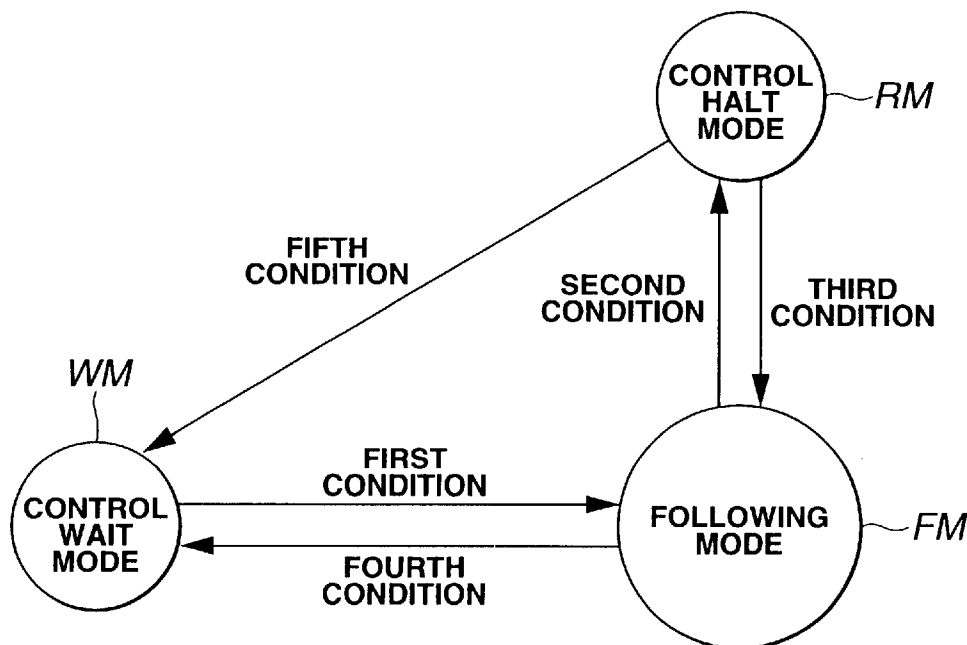 CONTROL
HALT
MODE
RM
FIFTH
CONDITION
SECOND
CONDITION
THIRD
CONDITION
WM
FIRST
CONDITION
CONTROL
WAIT
MODE
FOLLOWING
MODE
FM
FOURTH
CONDITION